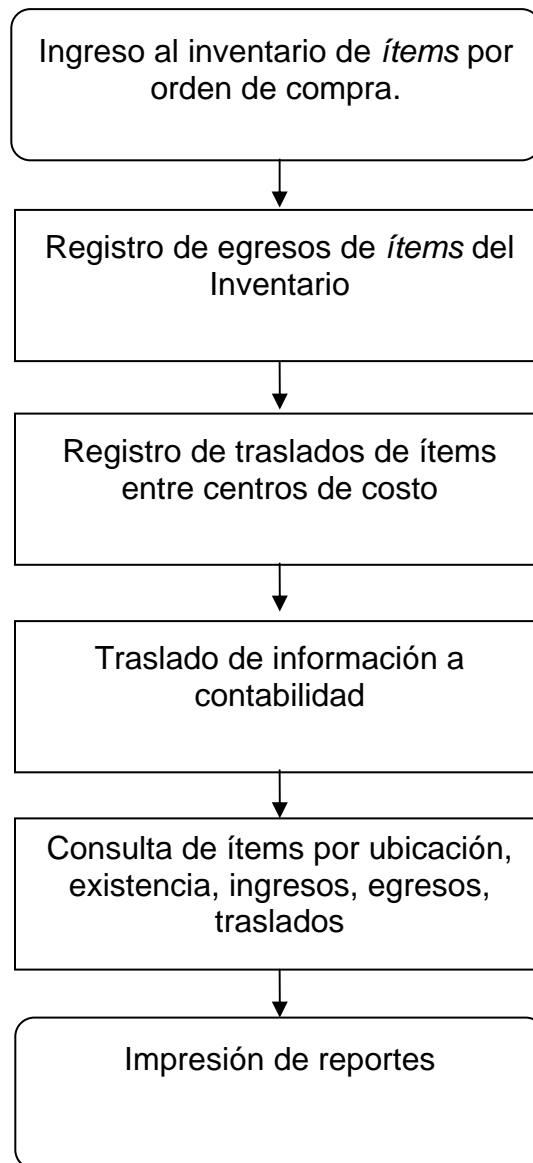 Ingreso al inventario de ítems por
orden de compra.
Registro de egresos de ítems del
Inventario
Registro de traslados de ítems
entre centros de costo
Traslado de información a
contabilidad
Consulta de ítems por ubicación,
existencia, ingresos, egresos,
traslados
Impresión de reportes